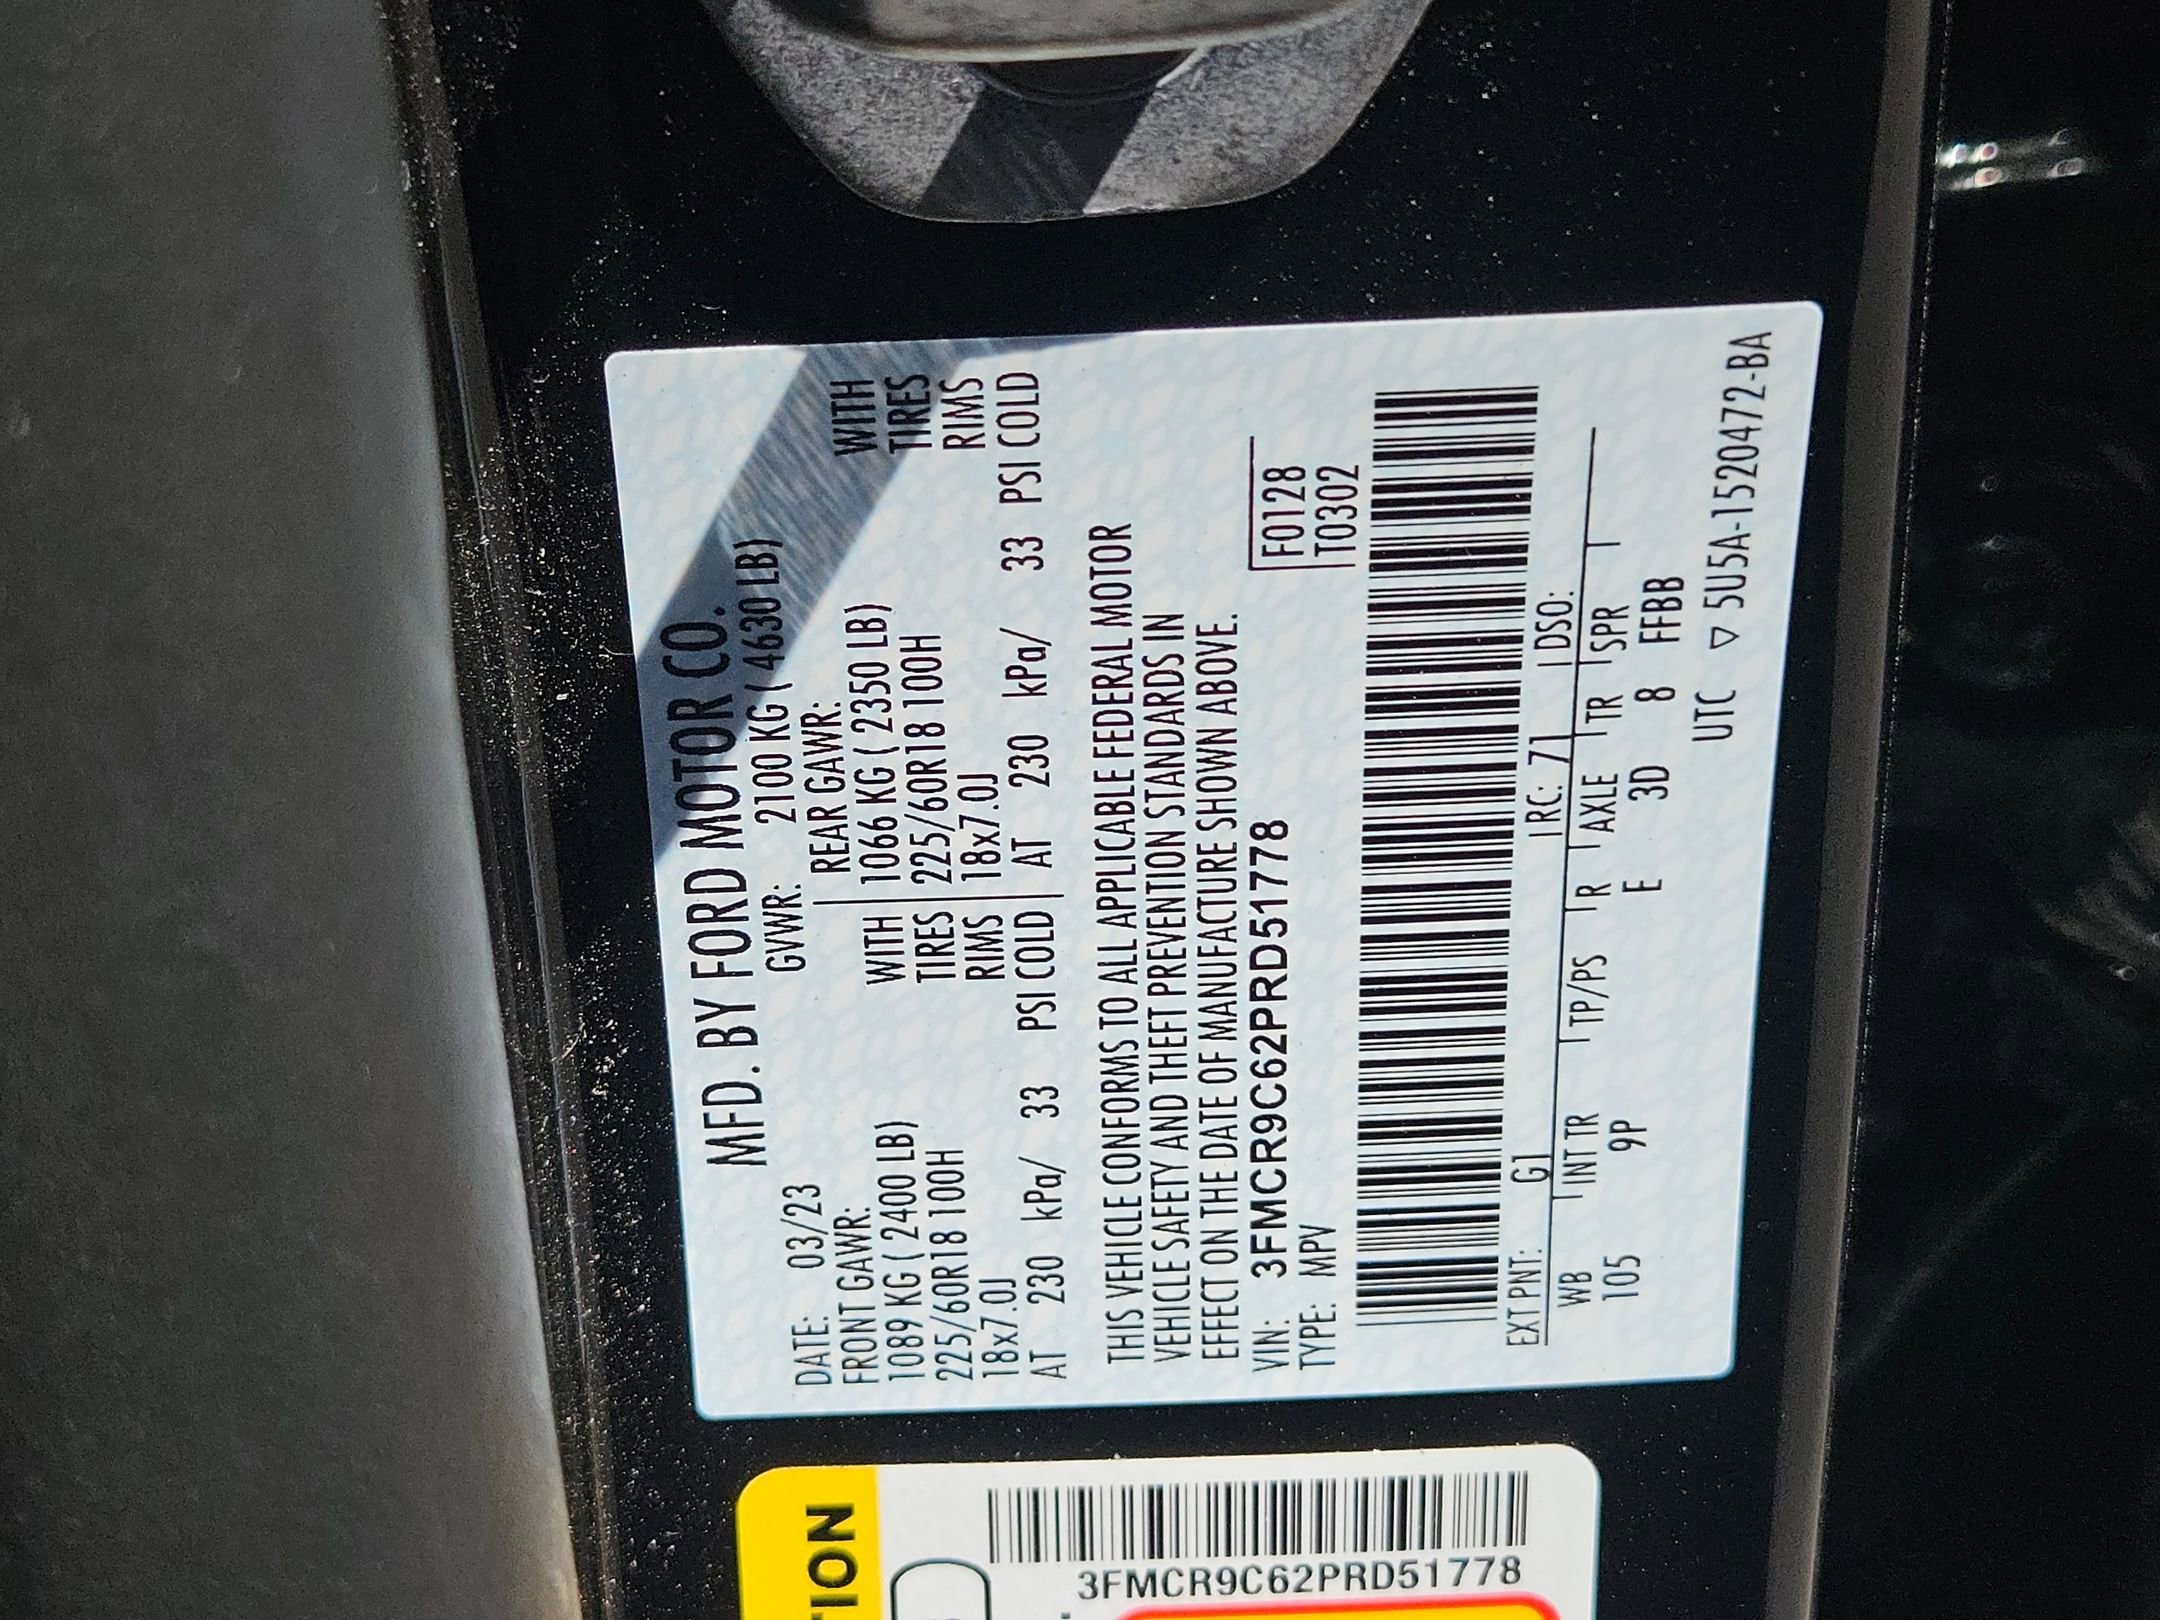 MFD. BY FORD MOTOR CO.
DATE: 03/23 GVWR: 2100 KG ( 4630 LB)
FRONT GAWR: REAR GAWR:
1089 KG ( 2400 LB) WITH 1066 KG ( 2350 LB) WITH
225/60R18 100H TIRES 225/60R18 100H TIRES
18x7.0J RIMS 18x7.0J RIMS
AT 230 kPa/ 33 PSI COLD AT 230 kPa/ 33 PSI COLD
THIS VEHICLE CONFORMS TO ALL APPLICABLE FEDERAL MOTOR
VEHICLE SAFETY AND THEFT PREVENTION STANDARDS IN
EFFECT ON THE DATE OF MANUFACTURE SHOWN ABOVE.
VIN: 3FMCR9C62PRD51778 F0128
TYPE: MPV T0302
EXT PNT: G1 RC: 71 DSO:
WB INT TR TP/PS R AXLE TR SPR
105 9P E 3D 8 FFBB
UTC ▽ 5U5A-1520472-BA
TION
3FMCR9C62PRD51778